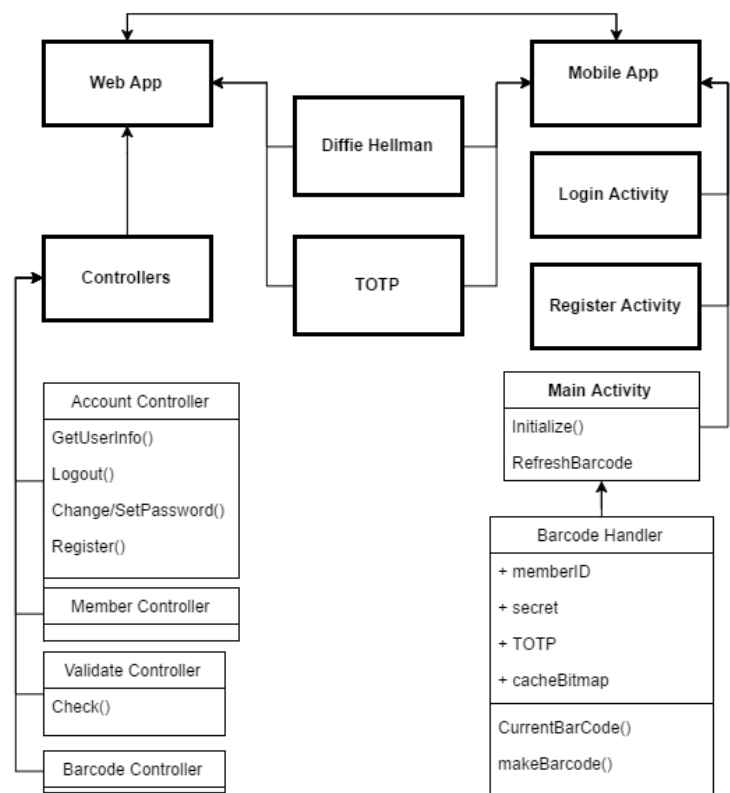 Web App
Mobile App
Diffie Hellman
Login Activity
Controllers
TOTP
Register Activity
Account Controller
GetUserInfo()
Logout()
Change/SetPassword()
Register()
Main Activity
Initialize()
RefreshBarcode
Member Controller
Barcode Handler
+ memberID
+ secret
+ TOTP
+ cacheBitmap
Validate Controller
Check()
CurrentBarCode()
makeBarcode()
Barcode Controller